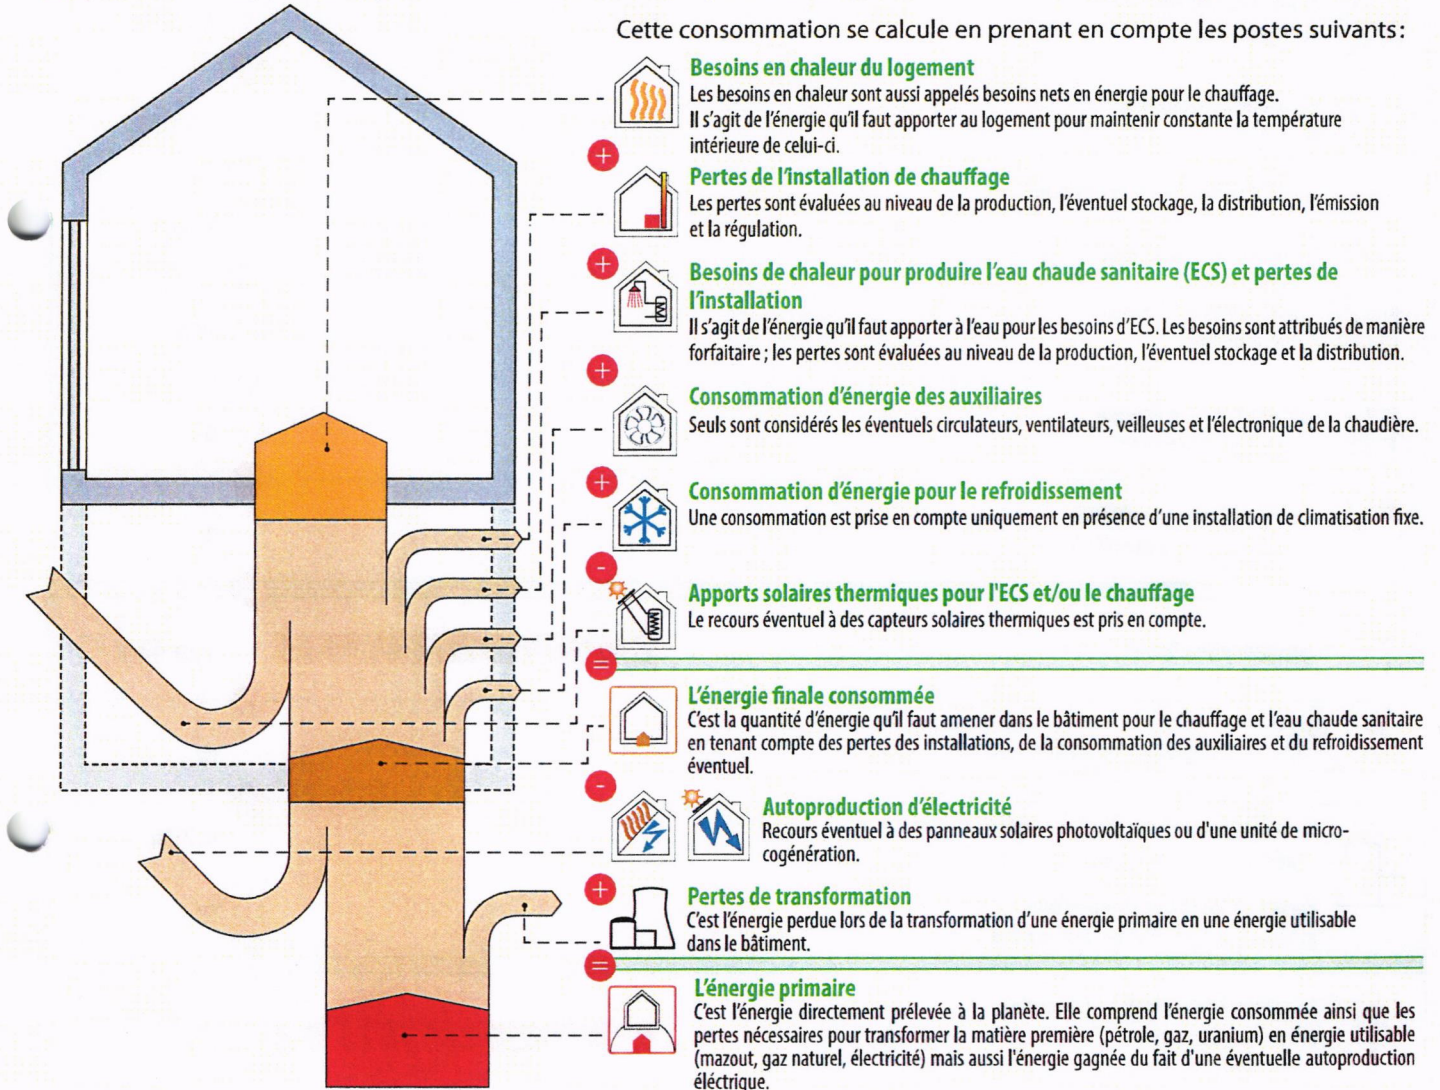 Cette consommation se calcule en prenant en compte les postes suivants:
Besoins en chaleur du logement
Les besoins en chaleur sont aussi appelés besoins nets en énergie pour le chauffage.
Il s'agit de l'énergie qu'il faut apporter au logement pour maintenir constante la température
intérieure de celui-ci.
+
Pertes de l'installation de chauffage
Les pertes sont évaluées au niveau de la production, l'éventuel stockage, la distribution, l'émission
et la régulation.
+
Besoins de chaleur pour produire l'eau chaude sanitaire (ECS) et pertes de
l'installation
Il s'agit de l'énergie qu'il faut apporter à l'eau pour les besoins d'ECS. Les besoins sont attribués de manière
forfaitaire ; les pertes sont évaluées au niveau de la production, l'éventuel stockage et la distribution.
+
Consommation d'énergie des auxiliaires
Seuls sont considérés les éventuels circulateurs, ventilateurs, veilleuses et l'électronique de la chaudière.
+
Consommation d'énergie pour le refroidissement
Une consommation est prise en compte uniquement en présence d'une installation de climatisation fixe.
-
Apports solaires thermiques pour l'ECS et/ou le chauffage
Le recours éventuel à des capteurs solaires thermiques est pris en compte.
=
L'énergie finale consommée
C'est la quantité d'énergie qu'il faut amener dans le bâtiment pour le chauffage et l'eau chaude sanitaire
en tenant compte des pertes des installations, de la consommation des auxiliaires et du refroidissement
éventuel.
-
Autoproduction d'électricité
Recours éventuel à des panneaux solaires photovoltaïques ou d'une unité de micro-
cogénération.
+
Pertes de transformation
C'est l'énergie perdue lors de la transformation d'une énergie primaire en une énergie utilisable
dans le bâtiment.
=
L'énergie primaire
C'est l'énergie directement prélevée à la planète. Elle comprend l'énergie consommée ainsi que les
pertes nécessaires pour transformer la matière première (pétrole, gaz, uranium) en énergie utilisable
(mazout, gaz naturel, électricité) mais aussi l'énergie gagnée du fait d'une éventuelle autoproduction
éléctrique.